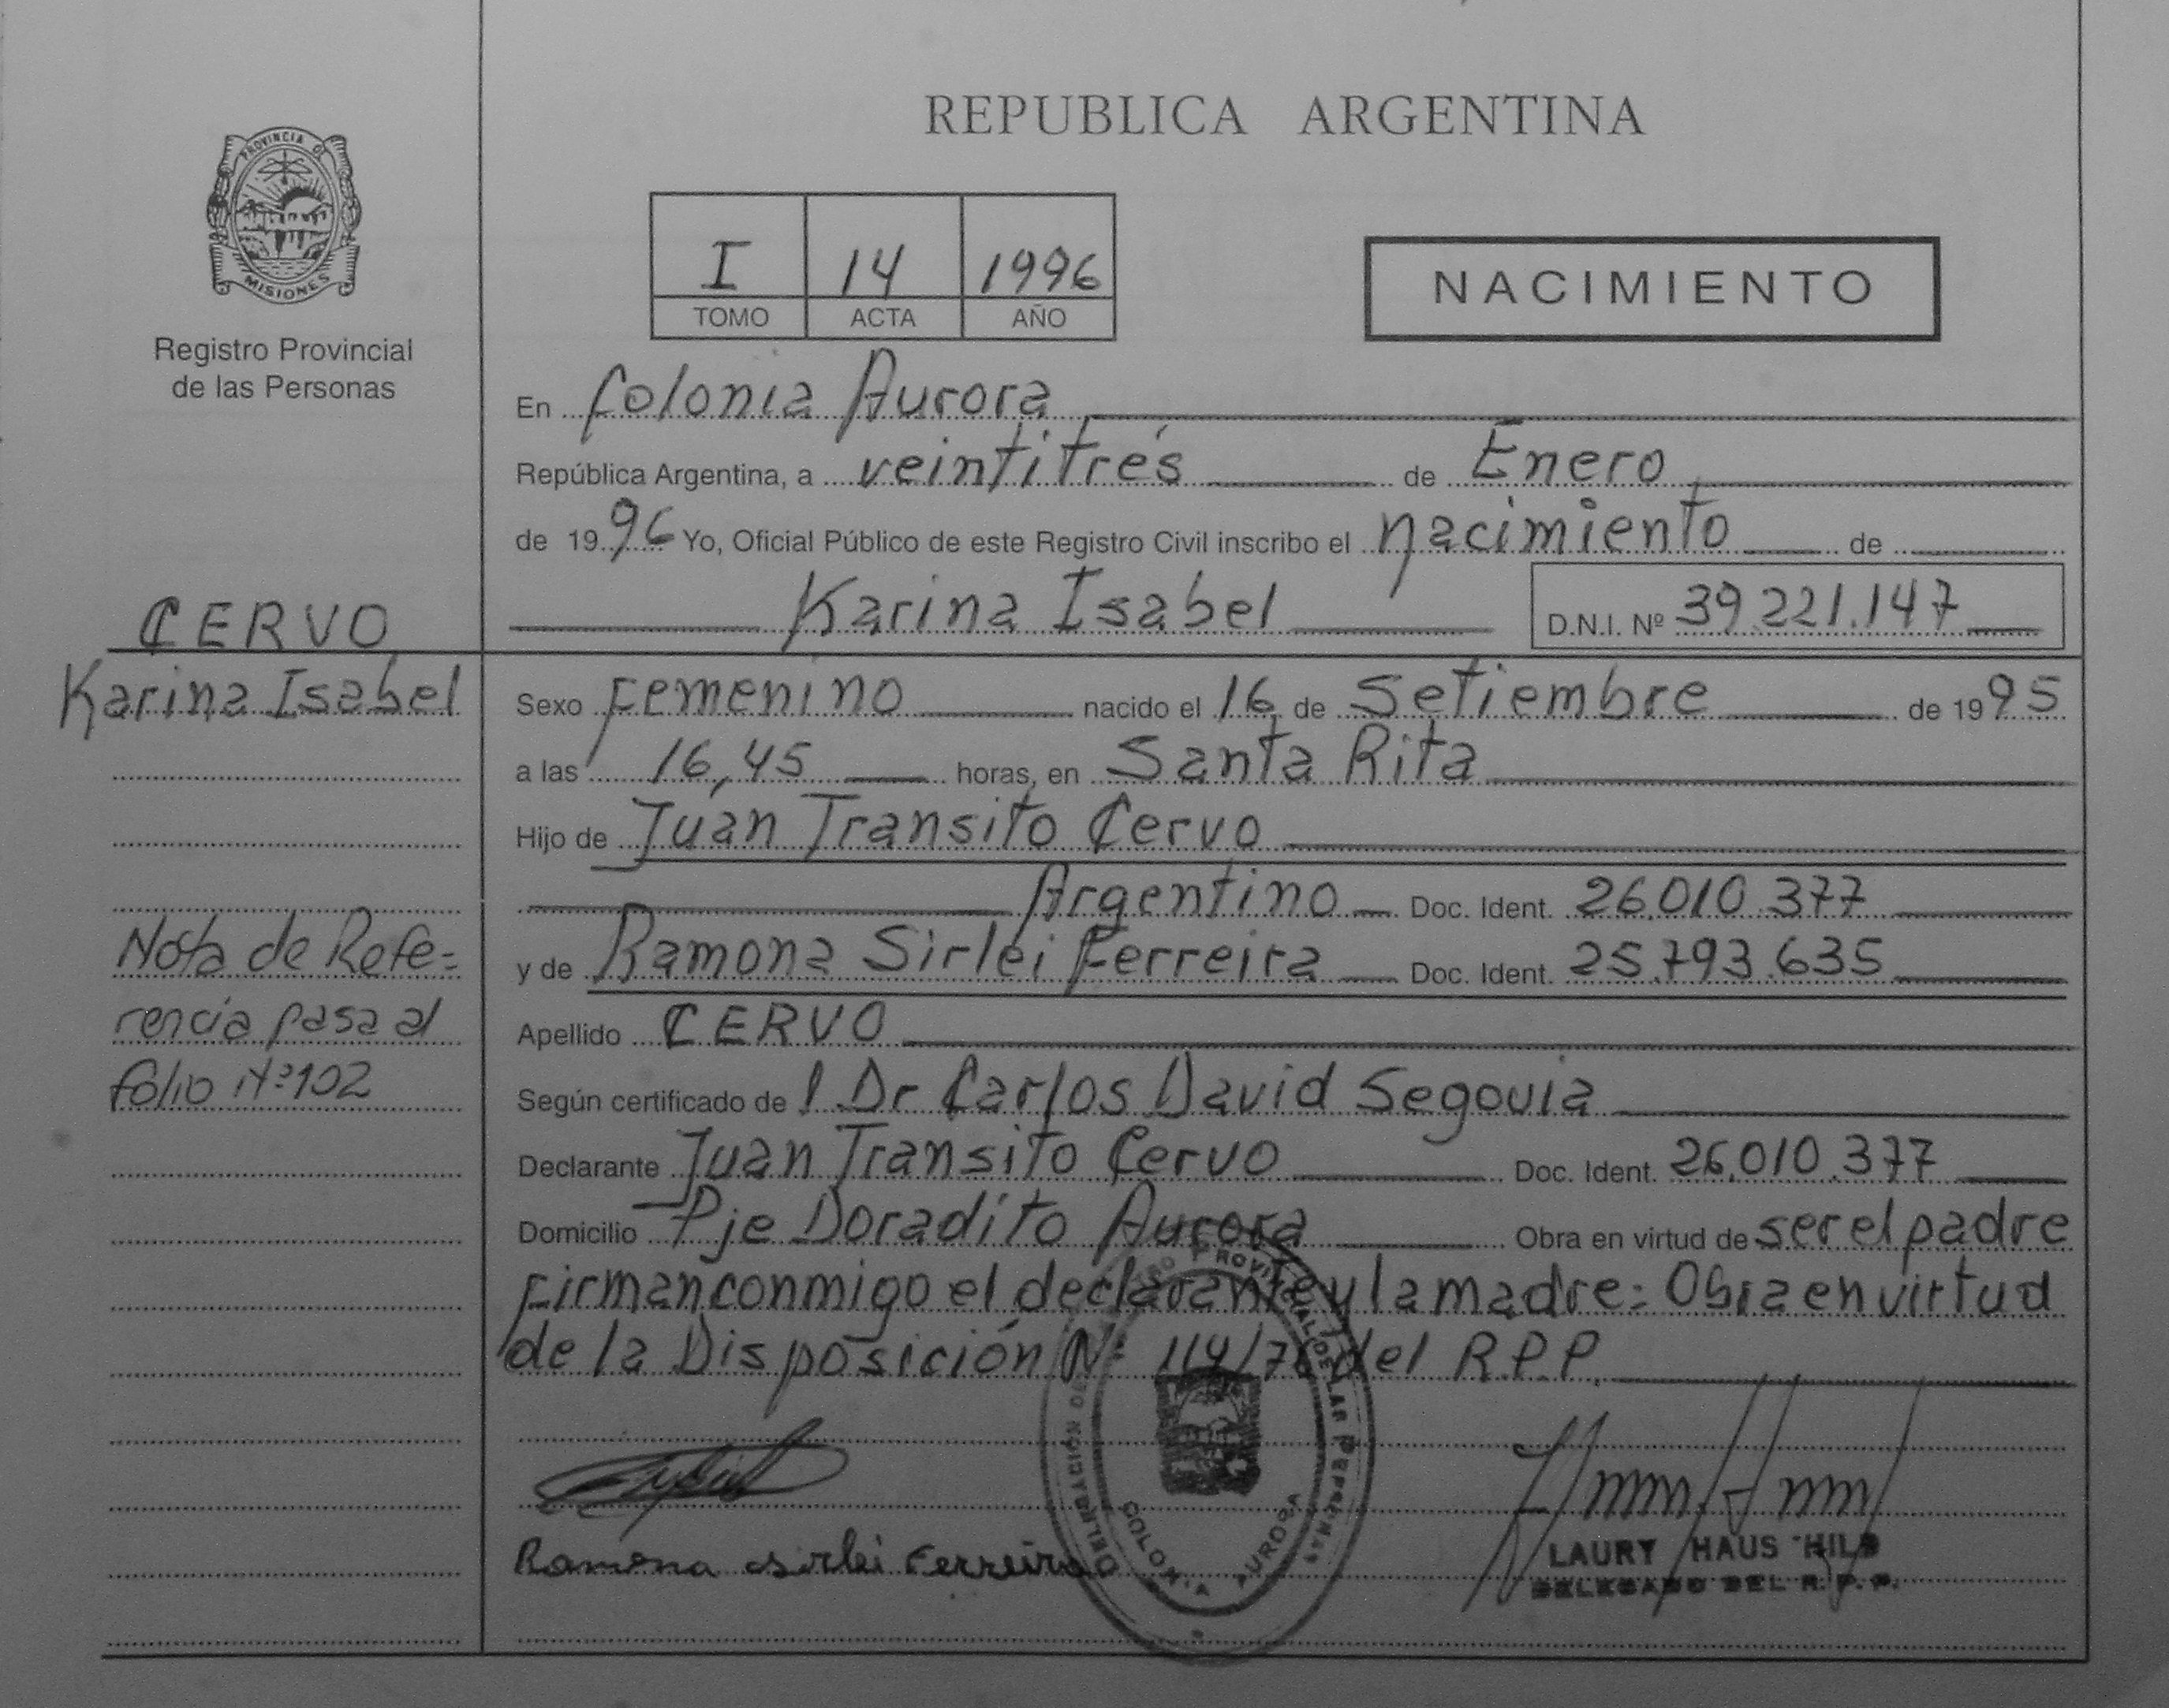 REPUBLICA ARGENTINA
PROVINCIA DE
MISIONES
Registro Provincial
de las Personas
I 14 1996
TOMO ACTA AÑO
NACIMIENTO
En Colonia Aurora
República Argentina, a veintitrés de Enero
de 1996 Yo, Oficial Público de este Registro Civil inscribo el nacimiento de
Karina Isabel D.N.I. Nº 39.221.147
CERVO
Karina Isabel
Sexo Femenino nacido el 16 de Setiembre de 1995
a las 16,45 horas, en Santa Rita
Hijo de Juan Transito Cervo
Argentino Doc. Ident. 26.010.377
y de Ramona Sirlei Ferreira Doc. Ident. 25.793.635
Apellido CERVO
Según certificado de l Dr Carlos David Segovia
Declarante Juan Transito Cervo Doc. Ident. 26.010.377
Domicilio Pje Doradito Aurora Obra en virtud de ser el padre
Firman conmigo el declarante y la madre= Obra en virtud
de la Disposición Nº 114/76 del R.P.P.
Nota de Refe=
rencia pasa al
folio Nº 102
Ramona Sirlei Ferreira
COLONIA AURORA
LAURY HAUS HILD
DELEGADO DEL R.P.P.